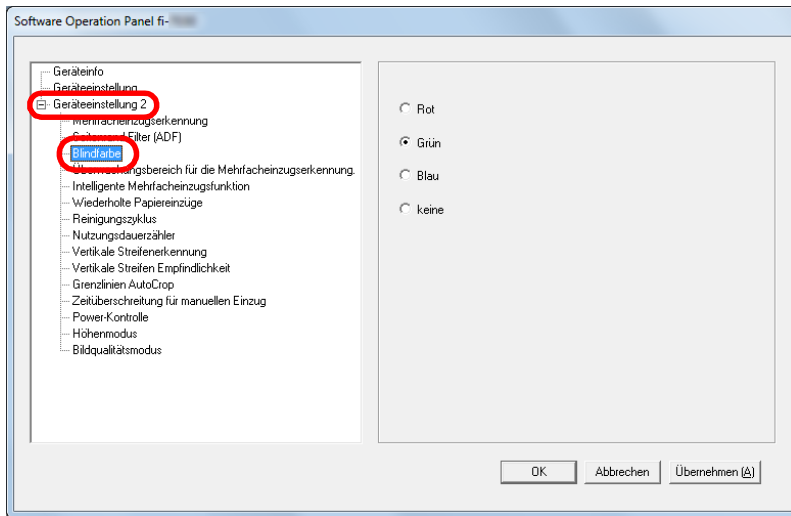 Software Operation Panel fi-
Geräteinfo
Geräteeinstellung
Geräteeinstellung 2
Mehrfacheinzugserkennung
Seitenrand Filter (ADF)
Blindfarbe
Überwachungsbereich für die Mehrfacheinzugserkennung.
Intelligente Mehrfacheinzugsfunktion
Wiederholte Papiereinzüge
Reinigungszyklus
Nutzungsdauerzähler
Vertikale Streifenerkennung
Vertikale Streifen Empfindlichkeit
Grenzlinien AutoCrop
Zeitüberschreitung für manuellen Einzug
Power-Kontrolle
Höhenmodus
Bildqualitätsmodus
Rot
Grün
Blau
keine
OK Abbrechen Übernehmen (A)